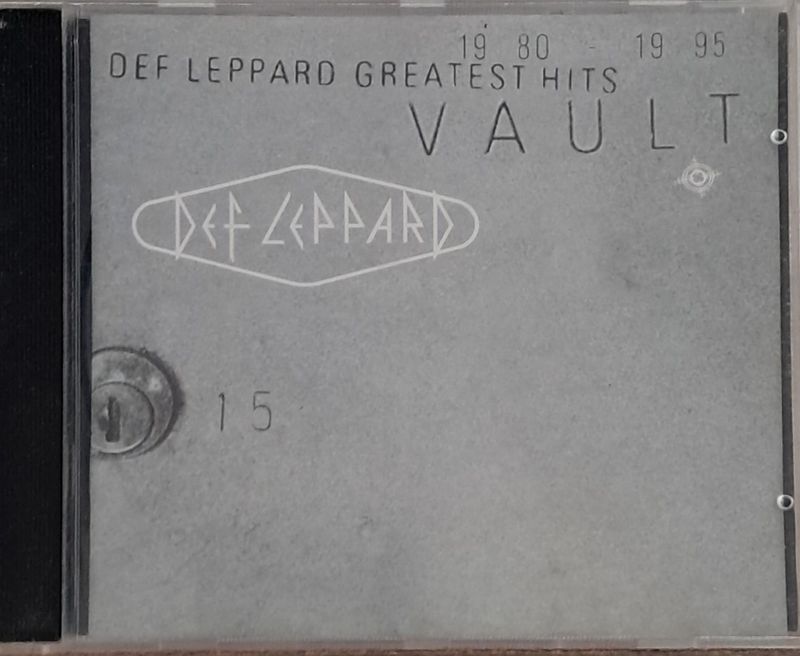 19 80 - 19 95
DEF LEPPARD GREATEST HITS
VAULT
DEF LEPPARD
15